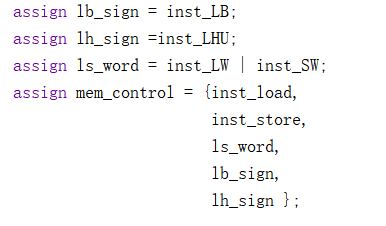 assign lb_sign = inst_LB;
assign lh_sign =inst_LHU;
assign ls_word = inst_LW | inst_SW;
assign mem_control = {inst_load,
inst_store,
ls_word,
lb_sign,
lh_sign };